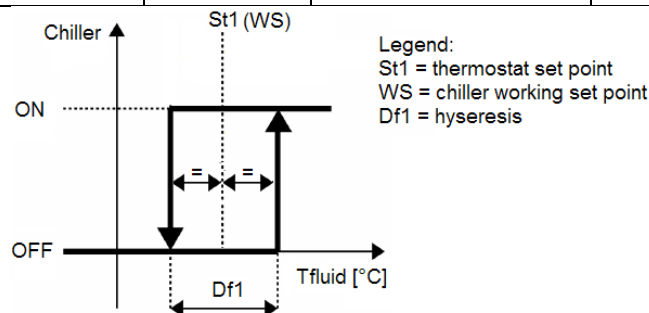 St1 (WS)
Chiller
Legend:
St1 = thermostat set point
WS = chiller working set point
Df1 = hyseresis
ON
= =
OFF
Tfluid [°C]
Df1